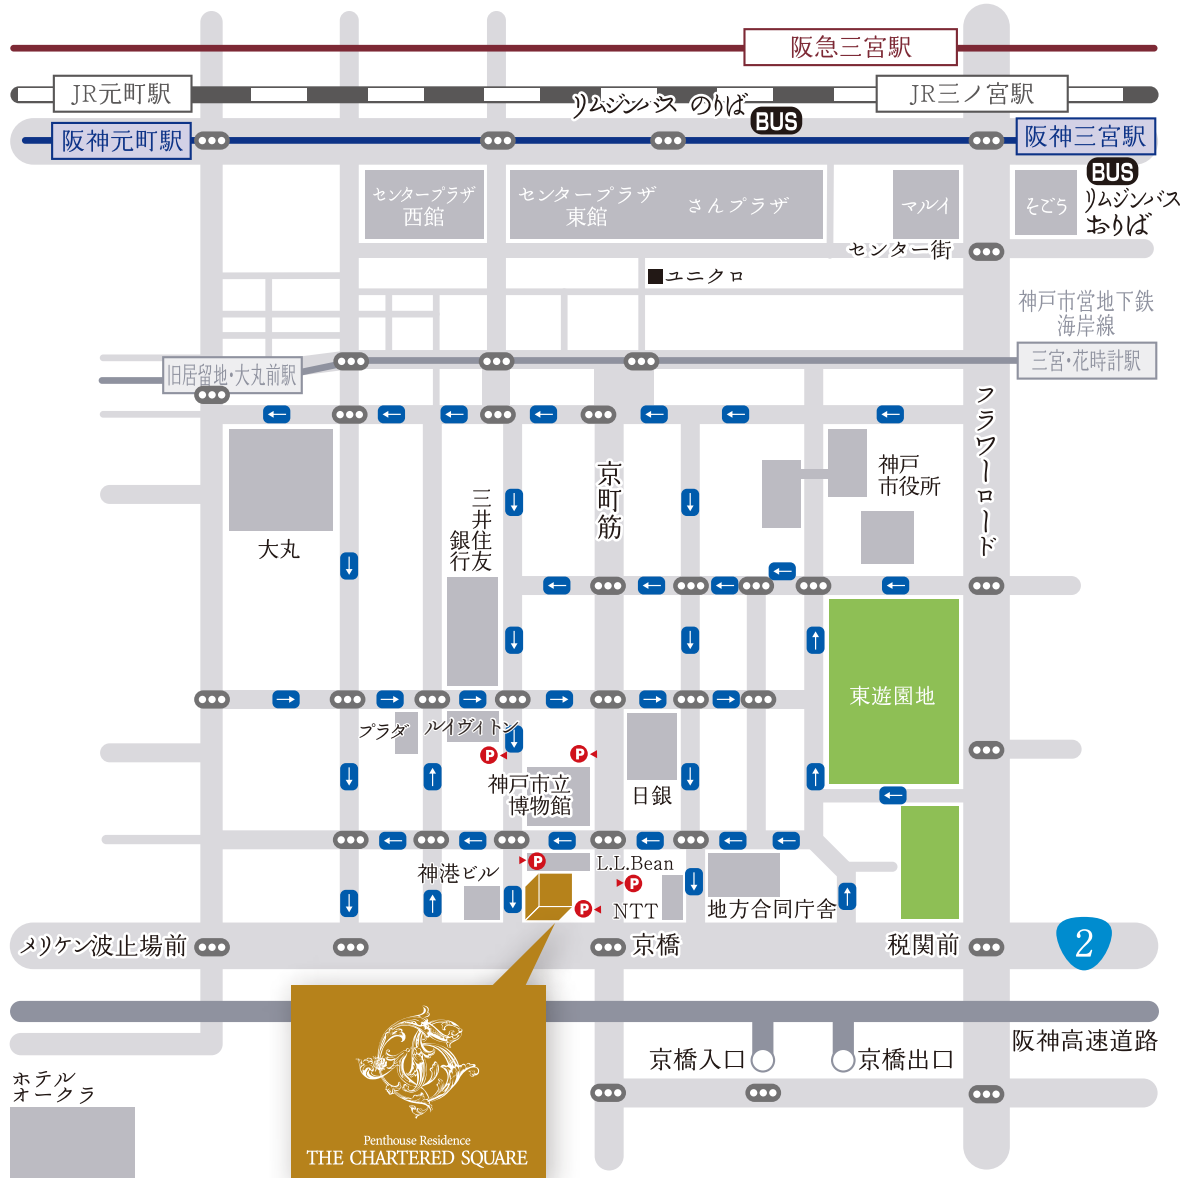 阪急三宮駅
JR元町駅
JR三ノ宮駅
リムジンバス のりば
BUS
阪神元町駅
阪神三宮駅
BUS
リムジンバス
おりば
センタープラザ
西館
センタープラザ
東館
さんプラザ
マルイ
そごう
センター街
ユニクロ
神戸市営地下鉄
海岸線
旧居留地・大丸前駅
三宮・花時計駅
フラワーロード
京町筋
神戸
市役所
三井住友
銀行
大丸
東遊園地
プラダ
ルイヴィトン
P
P
神戸市立
博物館
日銀
神港ビル
P
L.L.Bean
P
P
NTT
地方合同庁舎
メリケン波止場前
京橋
税関前
2
阪神高速道路
京橋入口
京橋出口
ホテル
オークラ
Penthouse Residence
THE CHARTERED SQUARE